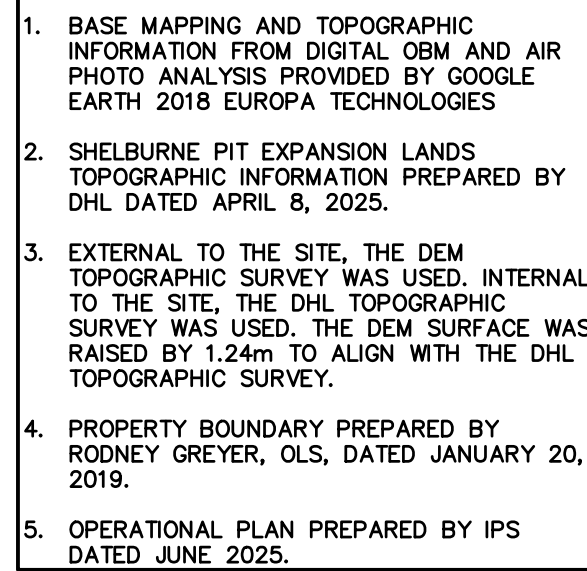 1. BASE MAPPING AND TOPOGRAPHIC
INFORMATION FROM DIGITAL OBM AND AIR
PHOTO ANALYSIS PROVIDED BY GOOGLE
EARTH 2018 EUROPA TECHNOLOGIES
2. SHELBURNE PIT EXPANSION LANDS
TOPOGRAPHIC INFORMATION PREPARED BY
DHL DATED APRIL 8, 2025.
3. EXTERNAL TO THE SITE, THE DEM
TOPOGRAPHIC SURVEY WAS USED. INTERNAL
TO THE SITE, THE DHL TOPOGRAPHIC
SURVEY WAS USED. THE DEM SURFACE WAS
RAISED BY 1.24m TO ALIGN WITH THE DHL
TOPOGRAPHIC SURVEY.
4. PROPERTY BOUNDARY PREPARED BY
RODNEY GREYER, OLS, DATED JANUARY 20,
2019.
5. OPERATIONAL PLAN PREPARED BY IPS
DATED JUNE 2025.